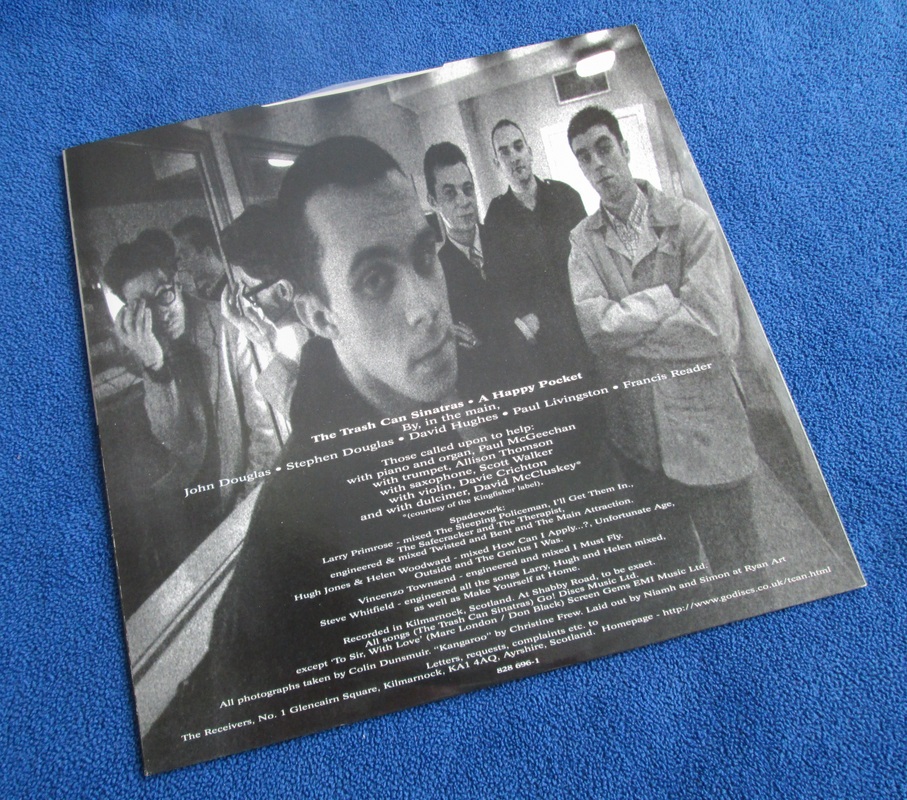 The Trash Can Sinatras • A Happy Pocket
By, in the main,
John Douglas • Stephen Douglas • David Hughes • Paul Livingston • Francis Reader
Those called upon to help:
with piano and organ, Paul McGeechan
with trumpet, Allison Thomson
with saxophone, Scott Walker
with violin, Davie Crichton
and with dulcimer, David McChuskey*
*(courtesy of the Kingfisher label).
Spadework:
Larry Primrose - mixed The Sleeping Policeman, I'll Get Them In.,
The Safecracker and The Therapist,
engineered & mixed Twisted and Bent and The Main Attraction.
Hugh Jones & Helen Woodward - mixed How Can I Apply...?, Unfortunate Age,
Outside and The Genius I Was.
Vincenzo Townsend - engineered and mixed I Must Fly.
Steve Whitfield - engineered all the songs Larry, Hugh and Helen mixed,
as well as Make Yourself at Home.
Recorded in Kilmarnock, Scotland. At Shabby Road, to be exact.
All songs (The Trash Can Sinatras) Go! Discs Music Ltd.
except 'To Sir, With Love' (Marc London / Don Black) Screen Gems EMI Music Ltd.
All photographs taken by Colin Dunsmuir. "Kangaroo" by Christine Frew. Laid out by Niamh and Simon at Ryan Art
Letters, requests, complaints etc. to
The Receivers, No. 1 Glencairn Square, Kilmarnock, KA1 4AQ, Ayrshire, Scotland. Homepage - http://www.godiscs.co.uk/tcan.html
828 696-1